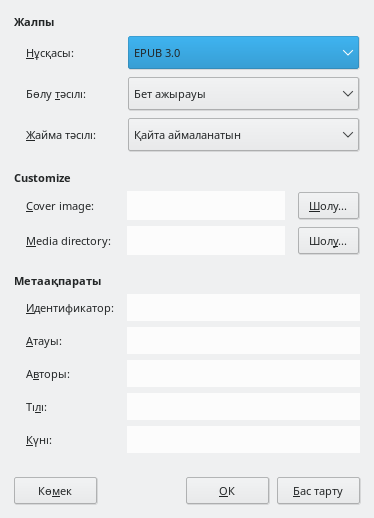 Жалпы
Нұсқасы: EPUB 3.0
Бөлу тәсілі: Бет ажырауы
Жайма тәсілі: Қайта аймаланатын
Customize
Cover image: Шолу...
Media directory: Шолу...
Метаақпараты
Идентификатор:
Атауы:
Авторы:
Тілі:
Күні:
Көмек ОК Бас тарту